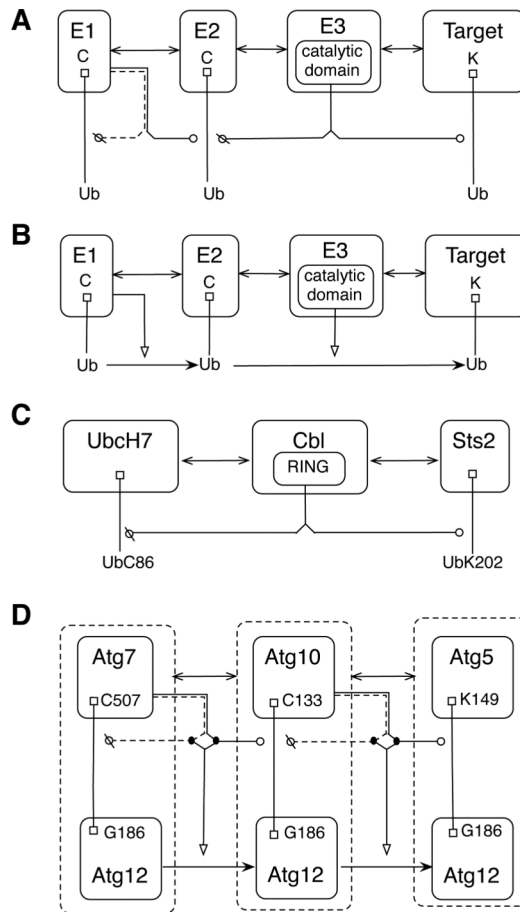 A
E1
E2
E3
Target
C
C
catalytic
domain
K
Ub
Ub
Ub
B
E1
E2
E3
Target
C
C
catalytic
domain
K
Ub
Ub
Ub
C
UbcH7
Cbl
Sts2
RING
UbC86
UbK202
D
Atg7
Atg10
Atg5
C507
C133
K149
G186
G186
G186
Atg12
Atg12
Atg12